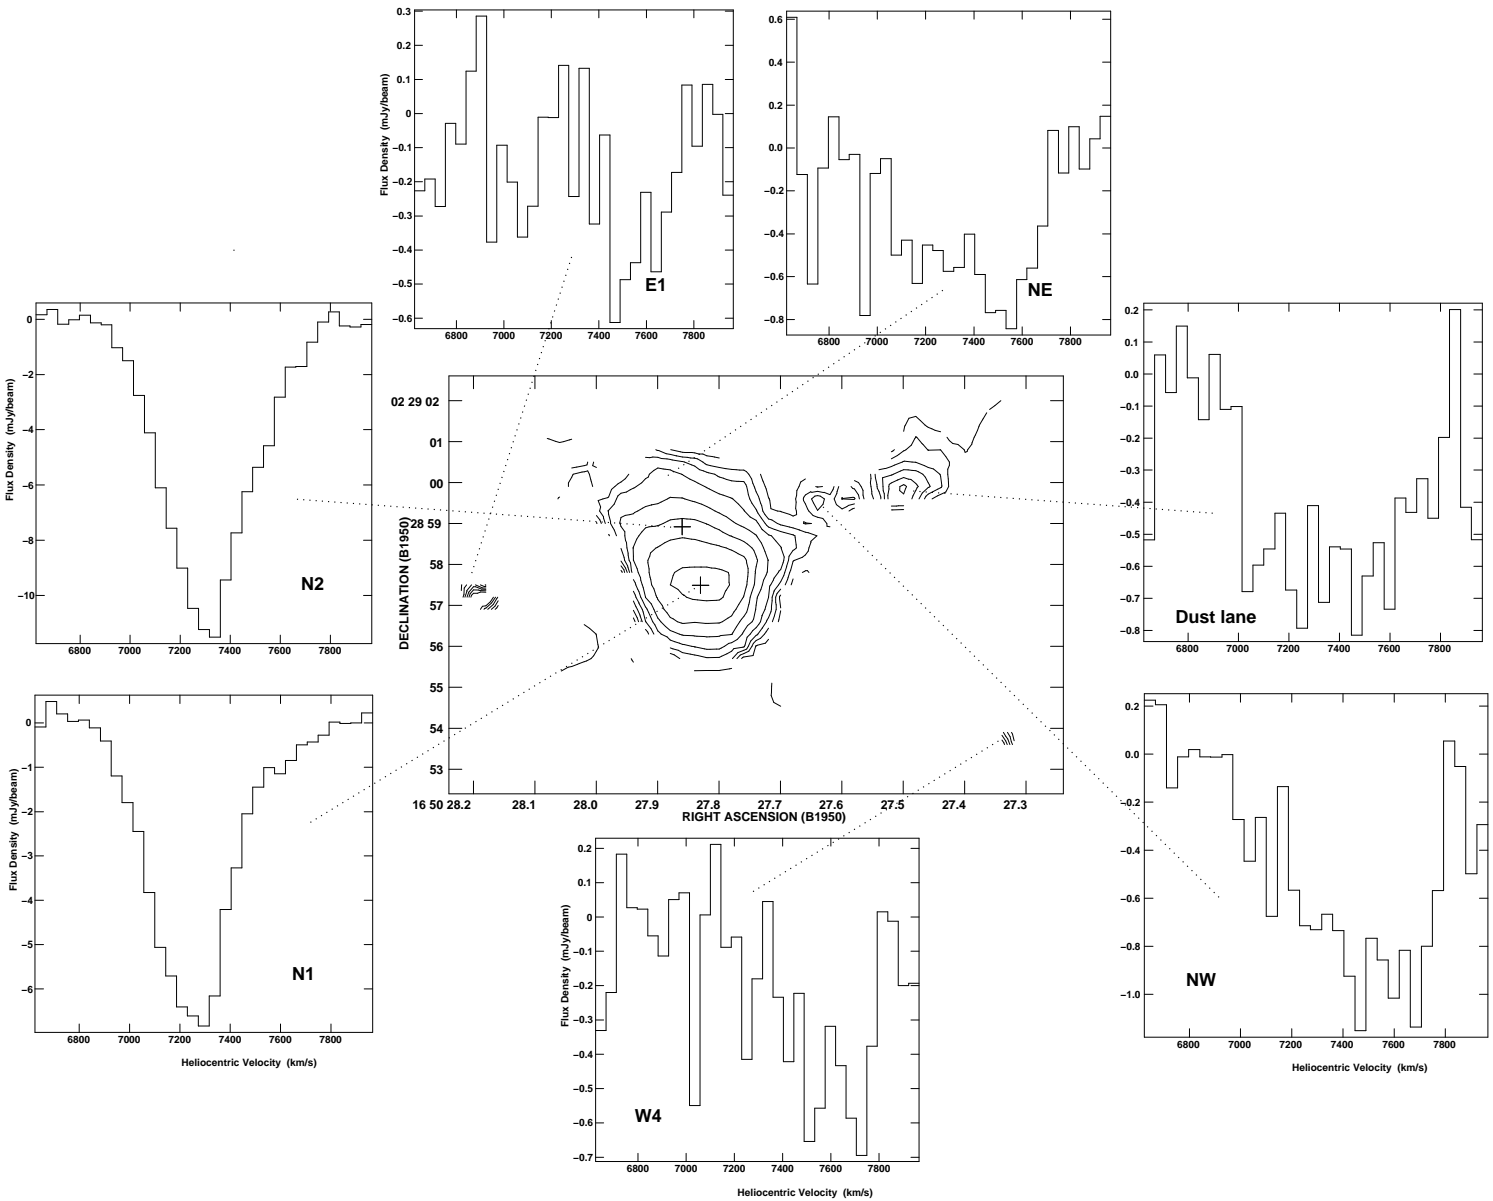 0.3
0.2
0.1
0
−0.1
−0.2
−0.3
−0.4
−0.5
−0.6
Flux Density (mJy/beam)
6800 7000 7200 7400 7600 7800
E1
0.6
0.4
0.2
0.0
−0.2
−0.4
−0.6
−0.8
7000 7200 7400 7600 7800
NE
0
−2
−4
−6
−8
−10
Flux Density (mJy/beam)
6800 7000 7200 7400 7600 7800
N2
02 29 02
01
00
28 59
58
57
56
55
54
53
DECLINATION (B1950)
16 50 28.2 28.1 28.0 27.9 27.8 27.7 27.6 27.5 27.4 27.3
RIGHT ASCENSION (B1950)
0.2
0.1
0.0
−0.1
−0.2
−0.3
−0.4
−0.5
−0.6
−0.7
−0.8
6800 7000 7200 7400 7600 7800
Dust lane
0
−1
−2
−3
−4
−5
−6
Flux Density (mJy/beam)
6800 7000 7200 7400 7600 7800
Heliocentric Velocity (km/s)
N1
0.2
0.1
0
−0.1
−0.2
−0.3
−0.4
−0.5
−0.6
−0.7
Flux Density (mJy/beam)
6800 7000 7200 7400 7600 7800
Heliocentric Velocity (km/s)
W4
0.2
0.0
−0.2
−0.4
−0.6
−0.8
−1.0
6800 7000 7200 7400 7600 7800
Heliocentric Velocity (km/s)
NW